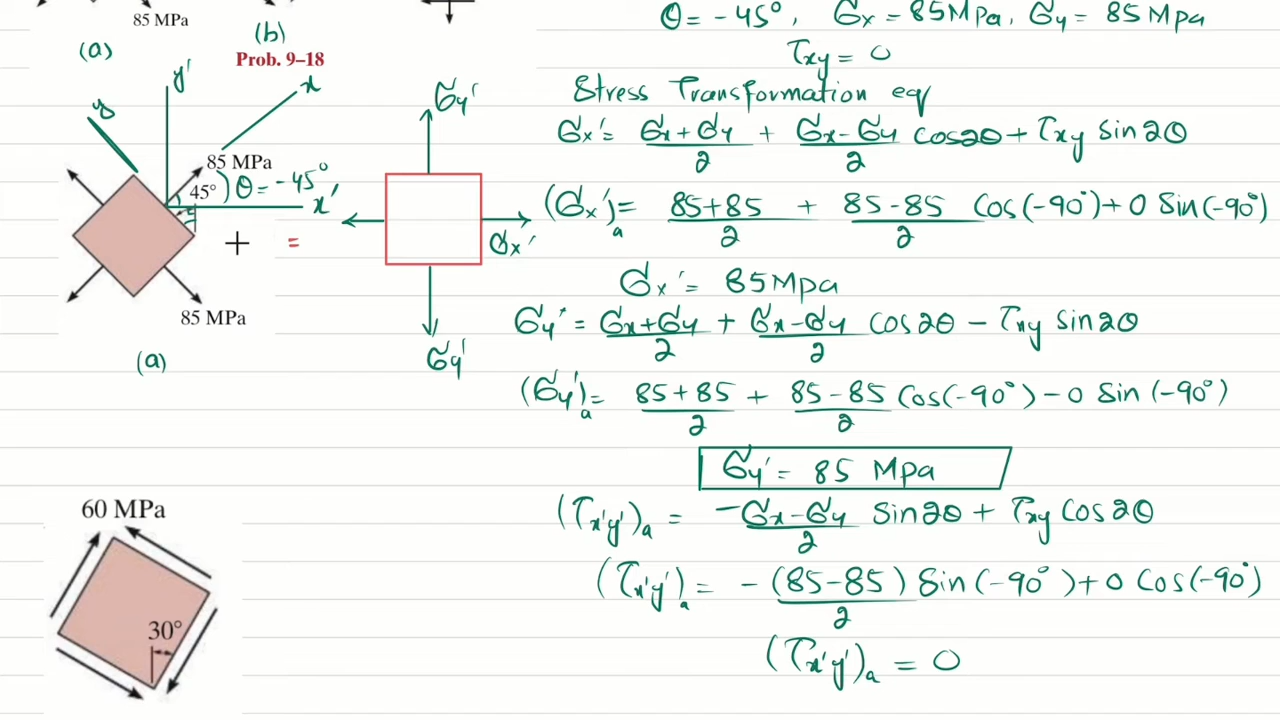 85 MPa
(a)
(b)
Prob. 9–18
θ = -45°, σx = 85MPa, σy = 85 MPa
τxy = 0
Stress Transformation eq
σx' = σx+σy/2 + σx-σy/2 cos2θ + τxy sin2θ
(σx')a = 85+85/2 + 85-85/2 Cos(-90°) + 0 Sin(-90°)
σx' = 85MPa
σy' = σx+σy/2 + σx-σy/2 cos2θ - τxy sin2θ
(σy')a = 85+85/2 + 85-85/2 Cos(-90°) - 0 Sin(-90°)
σy' = 85 MPa
(τx'y')a = -σx-σy/2 Sin2θ + τxy Cos2θ
(τx'y')a = -(85-85)/2 Sin(-90°) + 0 Cos(-90°)
(τx'y')a = 0
y
y'
x
85 MPa
45°
θ = -45°
x'
+
=
85 MPa
(a)
σy'
σx'
σy'
60 MPa
30°